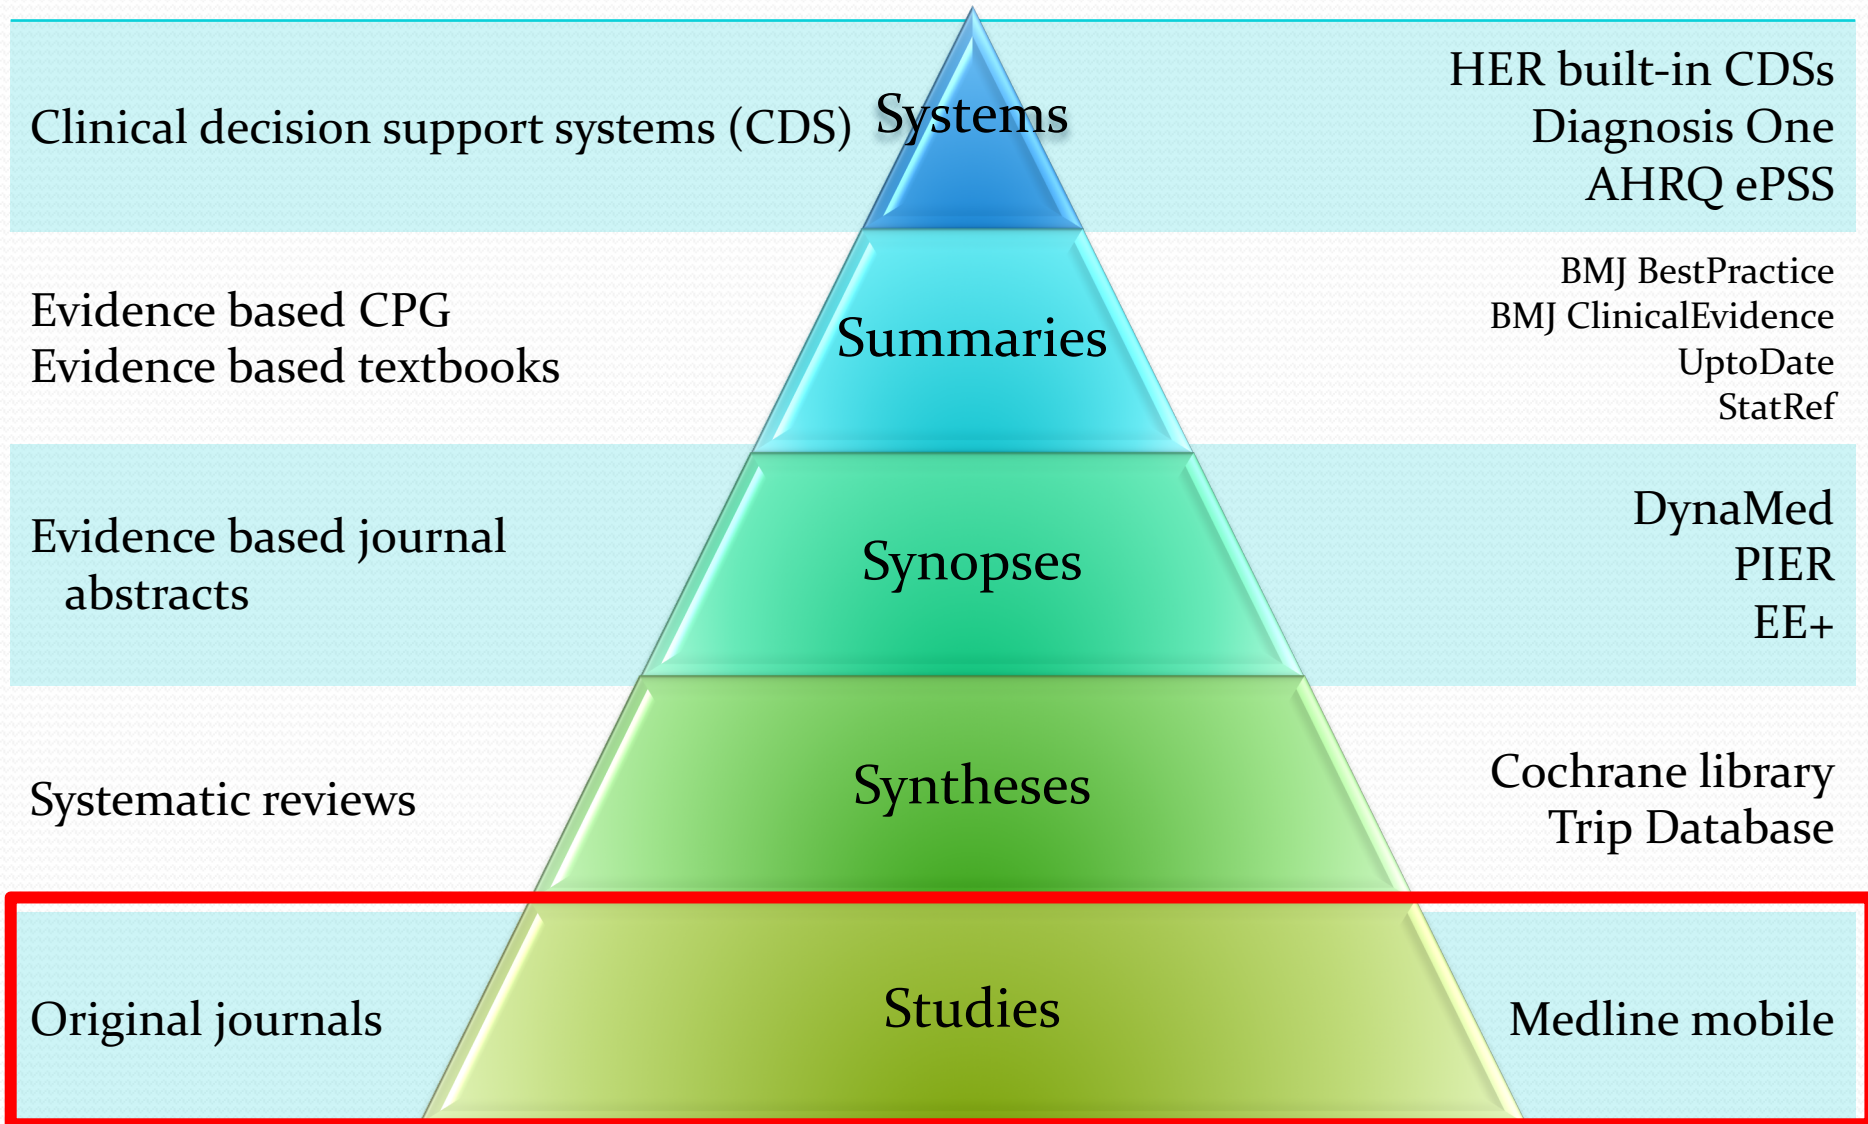 Clinical decision support systems (CDS)
Systems
HER built-in CDSs
Diagnosis One
AHRQ ePSS
Evidence based CPG
Evidence based textbooks
Summaries
BMJ BestPractice
BMJ ClinicalEvidence
UptoDate
StatRef
Evidence based journal
abstracts
Synopses
DynaMed
PIER
EE+
Systematic reviews
Syntheses
Cochrane library
Trip Database
Original journals
Studies
Medline mobile